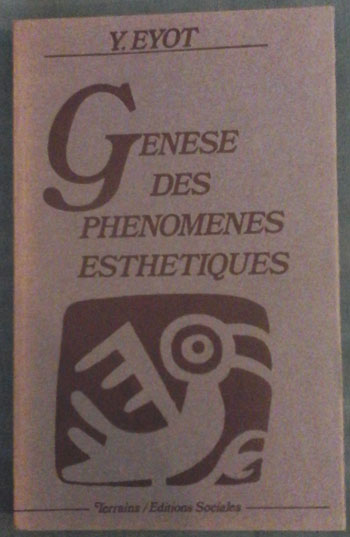 Y. EYOT
GENESE
DES
PHENOMENES
ESTHETIQUES
Terrains / Editions Sociales